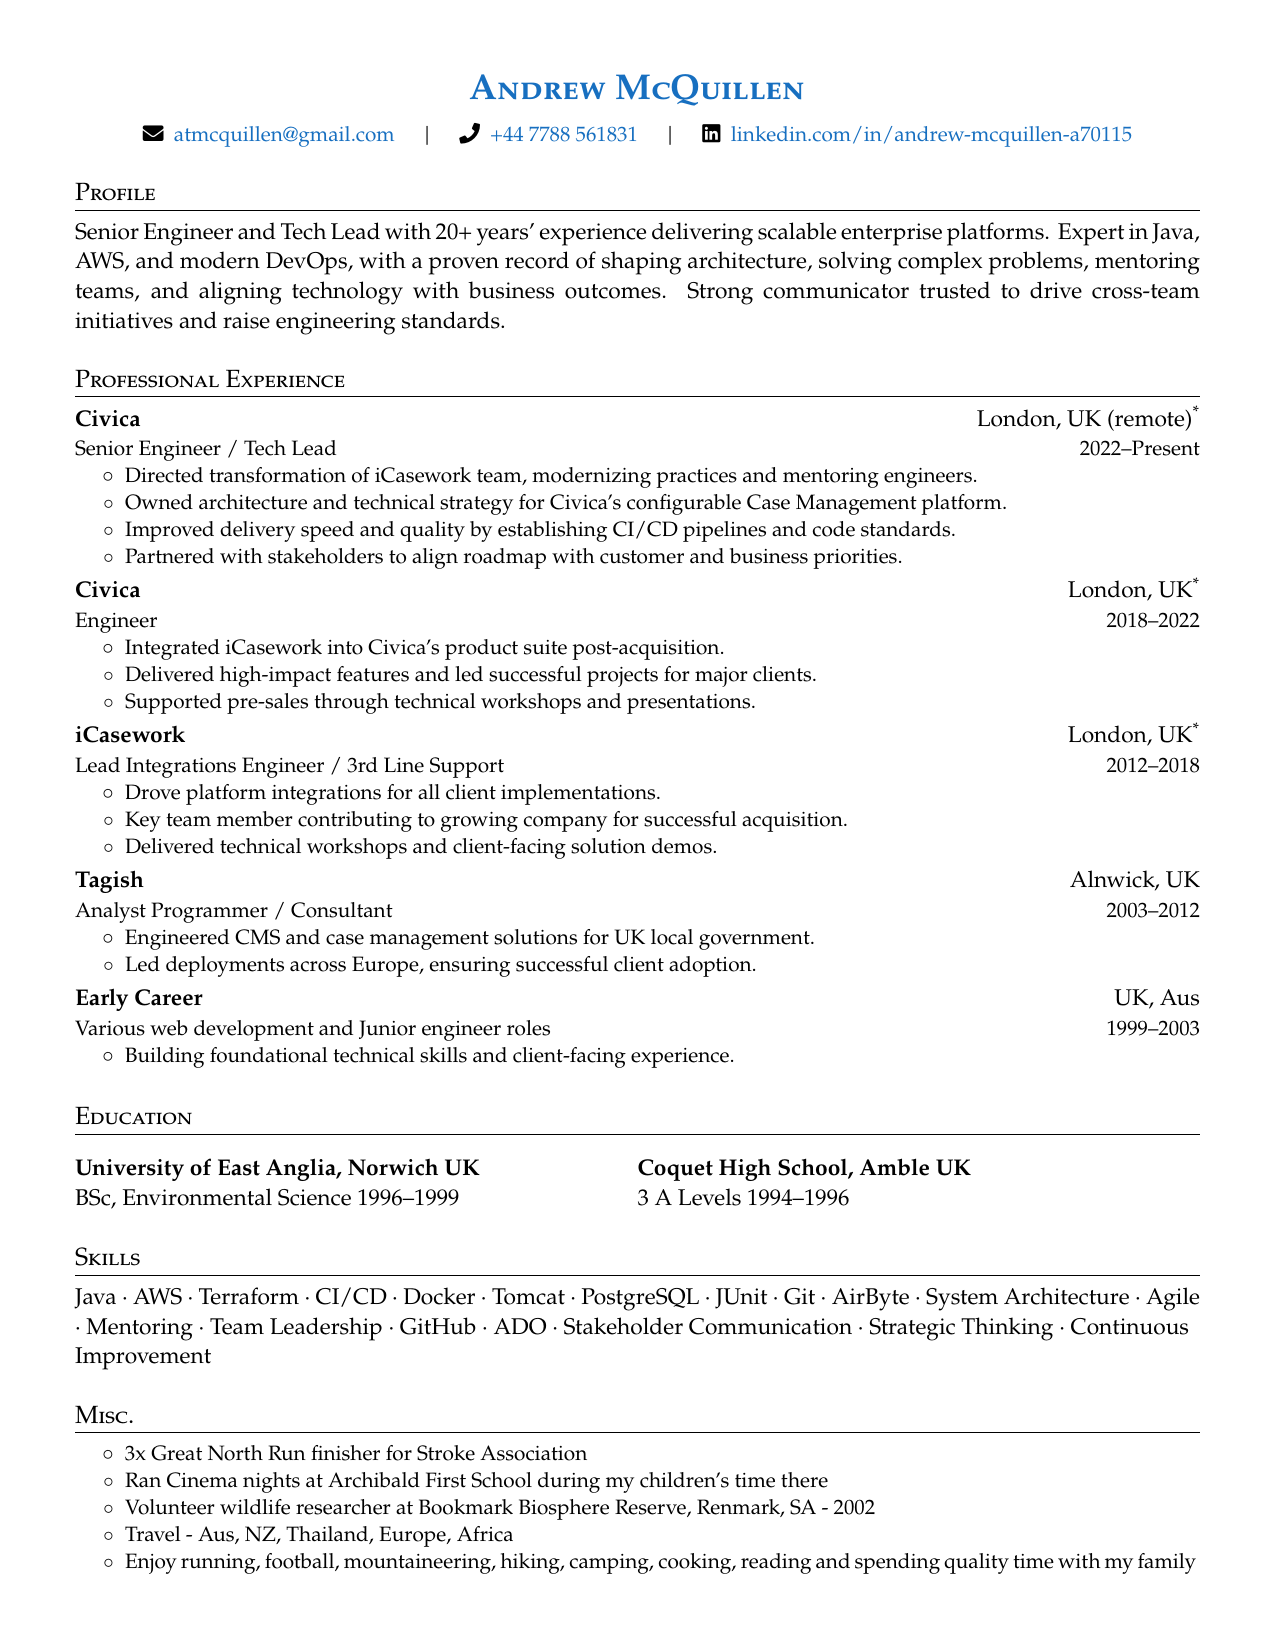 Andrew McQuillen
atmcquillen@gmail.com | +44 7788 561831 | linkedin.com/in/andrew-mcquillen-a70115
Profile
Senior Engineer and Tech Lead with 20+ years' experience delivering scalable enterprise platforms. Expert in Java,
AWS, and modern DevOps, with a proven record of shaping architecture, solving complex problems, mentoring
teams, and aligning technology with business outcomes. Strong communicator trusted to drive cross-team
initiatives and raise engineering standards.
Professional Experience
Civica London, UK (remote)*
Senior Engineer / Tech Lead 2022–Present
◦ Directed transformation of iCasework team, modernizing practices and mentoring engineers.
◦ Owned architecture and technical strategy for Civica's configurable Case Management platform.
◦ Improved delivery speed and quality by establishing CI/CD pipelines and code standards.
◦ Partnered with stakeholders to align roadmap with customer and business priorities.
Civica London, UK*
Engineer 2018–2022
◦ Integrated iCasework into Civica's product suite post-acquisition.
◦ Delivered high-impact features and led successful projects for major clients.
◦ Supported pre-sales through technical workshops and presentations.
iCasework London, UK*
Lead Integrations Engineer / 3rd Line Support 2012–2018
◦ Drove platform integrations for all client implementations.
◦ Key team member contributing to growing company for successful acquisition.
◦ Delivered technical workshops and client-facing solution demos.
Tagish Alnwick, UK
Analyst Programmer / Consultant 2003–2012
◦ Engineered CMS and case management solutions for UK local government.
◦ Led deployments across Europe, ensuring successful client adoption.
Early Career UK, Aus
Various web development and Junior engineer roles 1999–2003
◦ Building foundational technical skills and client-facing experience.
Education
University of East Anglia, Norwich UK Coquet High School, Amble UK
BSc, Environmental Science 1996–1999 3 A Levels 1994–1996
Skills
Java · AWS · Terraform · CI/CD · Docker · Tomcat · PostgreSQL · JUnit · Git · AirByte · System Architecture · Agile
· Mentoring · Team Leadership · GitHub · ADO · Stakeholder Communication · Strategic Thinking · Continuous
Improvement
Misc.
◦ 3x Great North Run finisher for Stroke Association
◦ Ran Cinema nights at Archibald First School during my children's time there
◦ Volunteer wildlife researcher at Bookmark Biosphere Reserve, Renmark, SA - 2002
◦ Travel - Aus, NZ, Thailand, Europe, Africa
◦ Enjoy running, football, mountaineering, hiking, camping, cooking, reading and spending quality time with my family